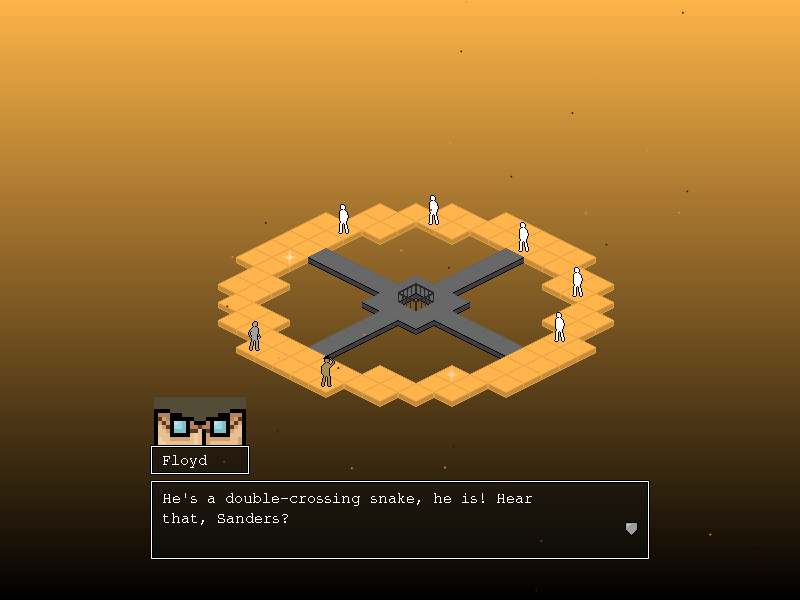 Floyd
He's a double-crossing snake, he is! Hear
that, Sanders?